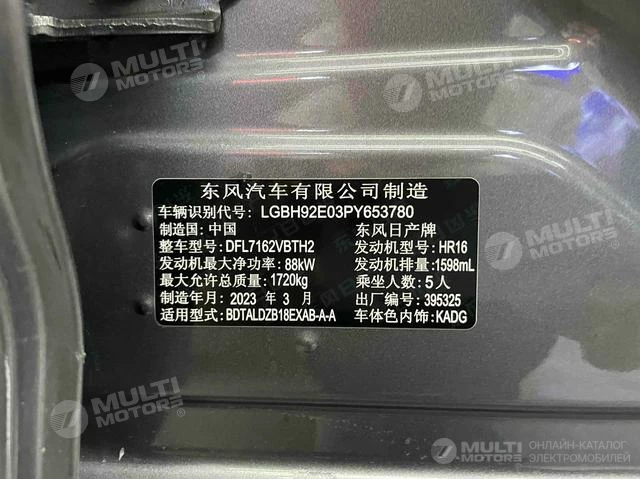 MULTI
MOTORS®
MULTI
MOTORS®
东风汽车有限公司制造
车辆识别代号: LGBH92E03PY653780
制造国: 中国 东风日产牌
整车型号: DFL7162VBTH2 发动机型号: HR16
发动机最大净功率: 88kW 发动机排量: 1598mL
最大允许总质量: 1720kg 乘坐人数: 5人
制造年月: 2023 年 3 月 出厂编号: 395325
适用型式: BDTALDZB18EXAB-A-A 车体色内饰: KADG
MULTI
MOTORS®
MULTI
MOTORS®
MULTI
MOTORS®
ОНЛАЙН-КАТАЛОГ
ЭЛЕКТРОМОБИЛЕЙ